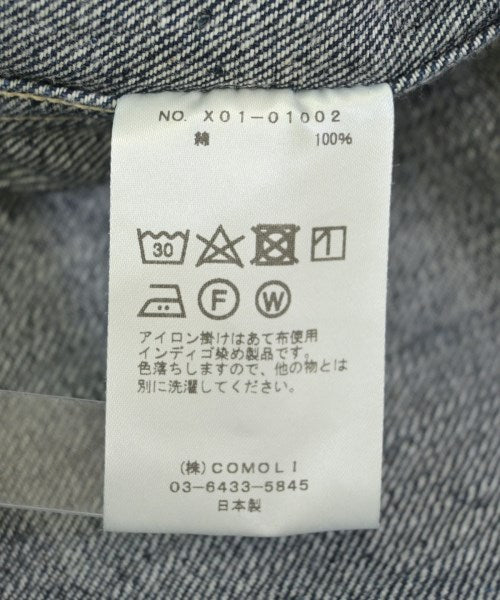 NO. X01-01002
綿 100%
30
F W
アイロン掛けはあて布使用
インディゴ染め製品です。
色落ちしますので、他の物とは
別に洗濯してください。
(株)COMOLI
03-6433-5845
日本製